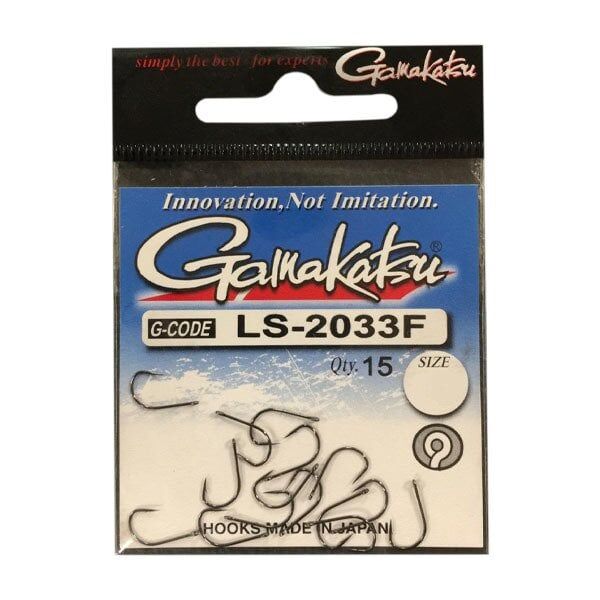 simply the best - for experts Gamakatsu
Innovation, Not Imitation.
Gamakatsu®
G-CODE LS-2033F
Qty. 15 SIZE
HOOKS MADE IN JAPAN